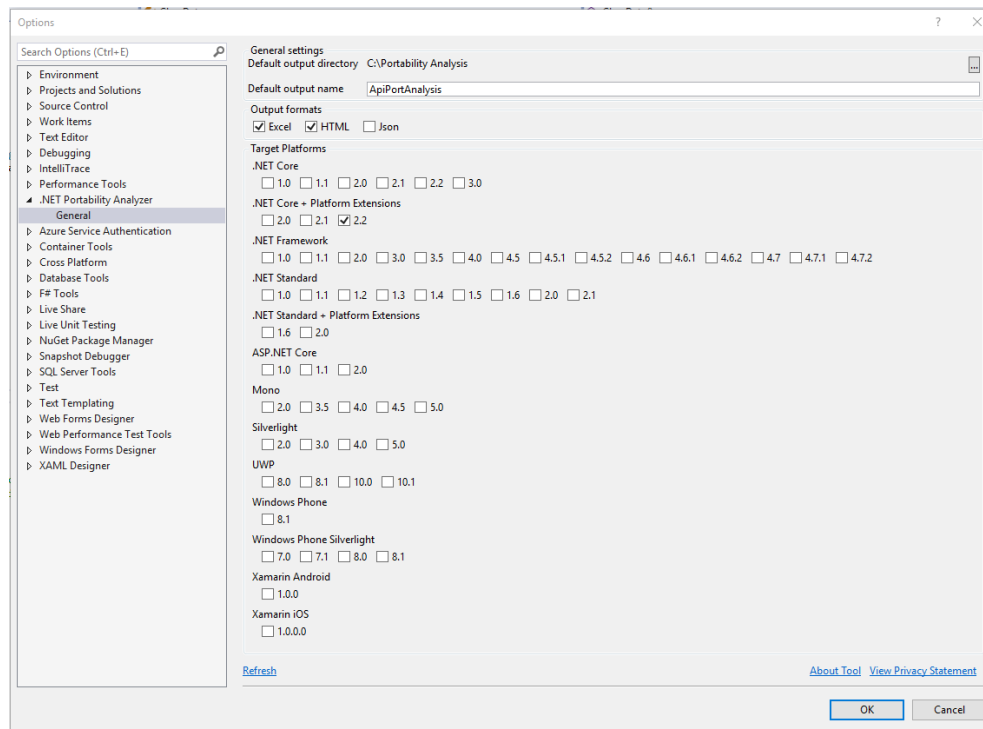 Options
?
Search Options (Ctrl+E)
Environment
Projects and Solutions
Source Control
Work Items
Text Editor
Debugging
IntelliTrace
Performance Tools
.NET Portability Analyzer
General
Azure Service Authentication
Container Tools
Cross Platform
Database Tools
F# Tools
Live Share
Live Unit Testing
NuGet Package Manager
Snapshot Debugger
SQL Server Tools
Test
Text Templating
Web Forms Designer
Web Performance Test Tools
Windows Forms Designer
XAML Designer
General settings
Default output directory C:\Portability Analysis
...
Default output name ApiPortAnalysis
Output formats
Excel HTML Json
Target Platforms
.NET Core
1.0 1.1 2.0 2.1 2.2 3.0
.NET Core + Platform Extensions
2.0 2.1 2.2
.NET Framework
1.0 1.1 2.0 3.0 3.5 4.0 4.5 4.5.1 4.5.2 4.6 4.6.1 4.6.2 4.7 4.7.1 4.7.2
.NET Standard
1.0 1.1 1.2 1.3 1.4 1.5 1.6 2.0 2.1
.NET Standard + Platform Extensions
1.6 2.0
ASP.NET Core
1.0 1.1 2.0
Mono
2.0 3.5 4.0 4.5 5.0
Silverlight
2.0 3.0 4.0 5.0
UWP
8.0 8.1 10.0 10.1
Windows Phone
8.1
Windows Phone Silverlight
7.0 7.1 8.0 8.1
Xamarin Android
1.0.0
Xamarin iOS
1.0.0.0
Refresh
About Tool View Privacy Statement
OK Cancel